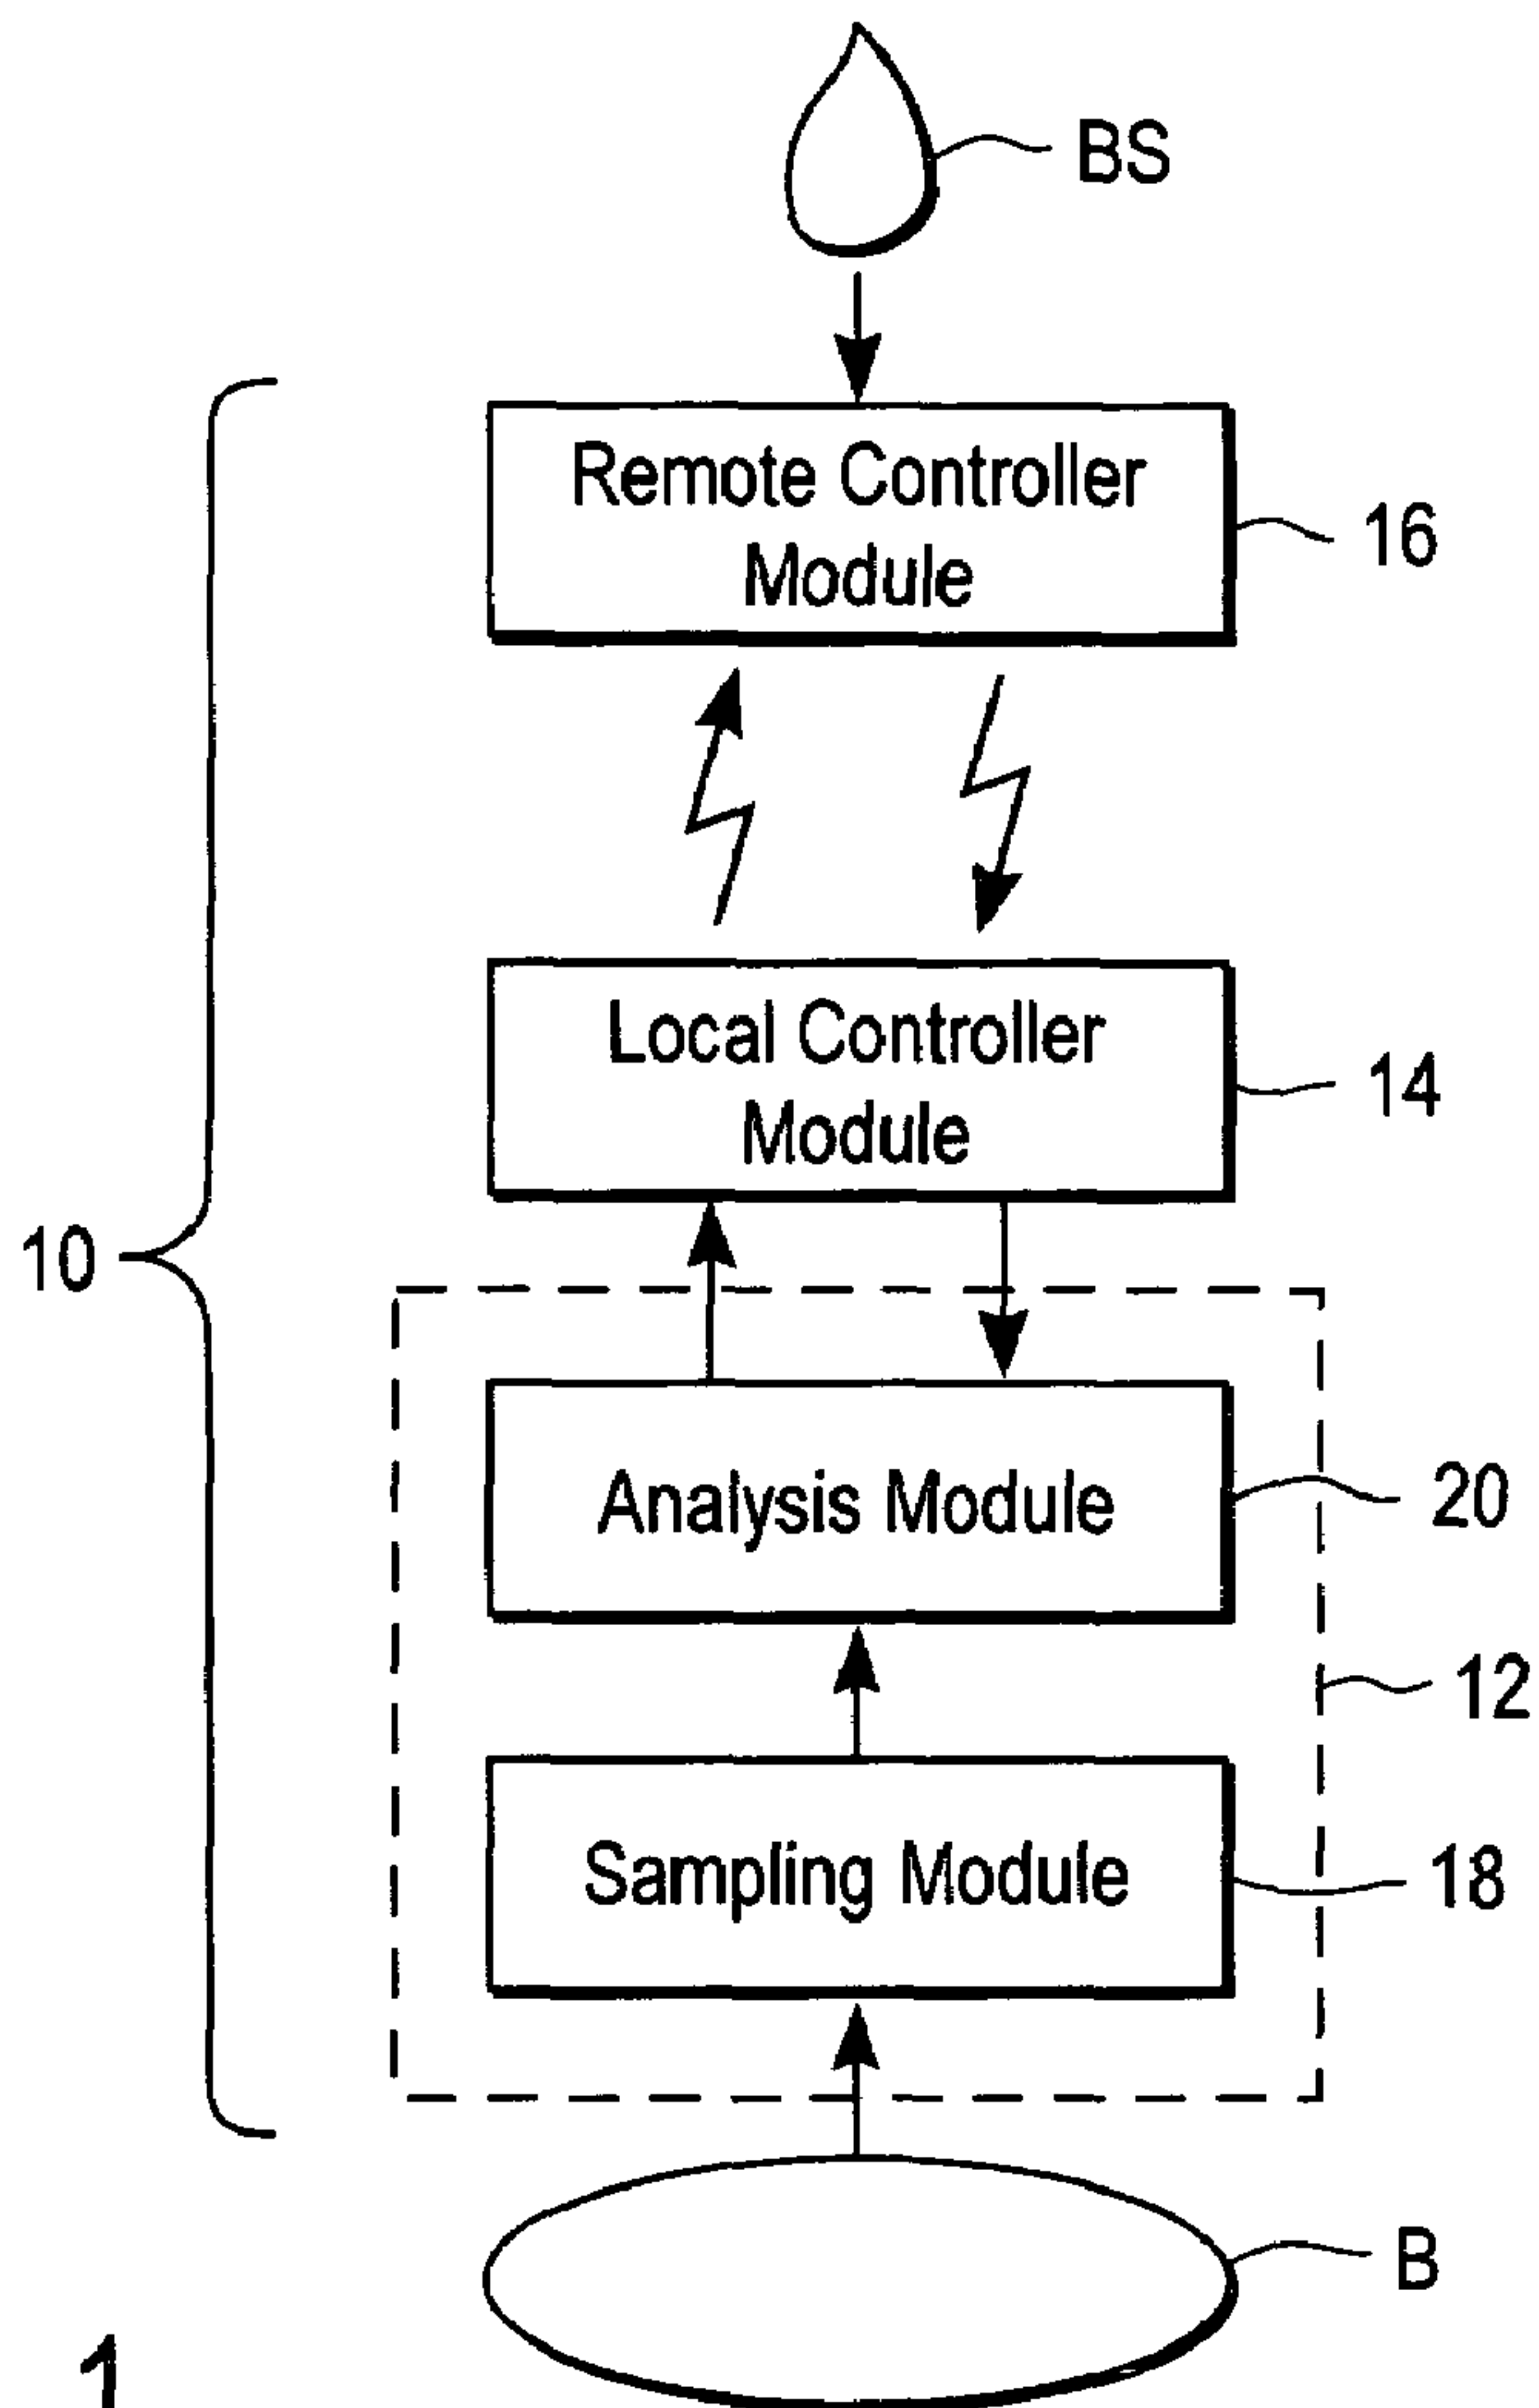 BS
Remote Controller
Module
16
Local Controller
Module
14
10
Analysis Module
20
12
Sampling Module
18
B
1